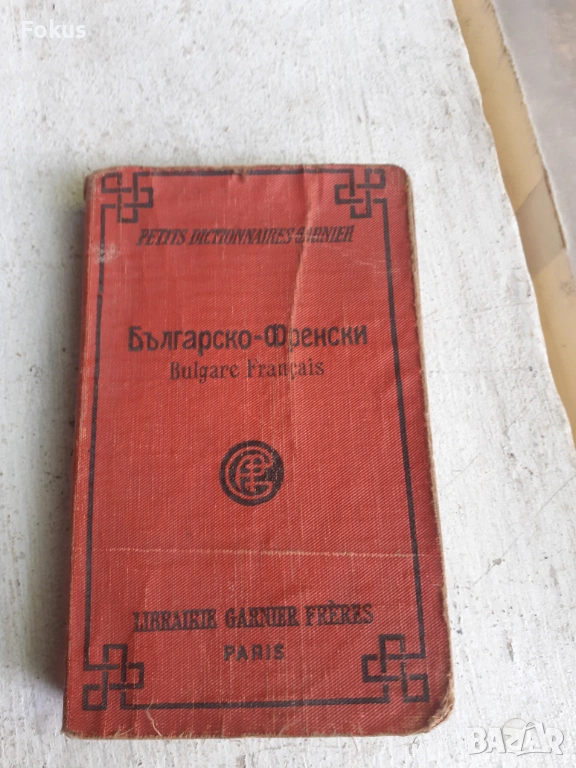 Fokus
PETITS DICTIONNAIRES GARNIER
Българско-Френски
Bulgare Français
LIBRAIRIE GARNIER FRÈRES
PARIS
BAZAR